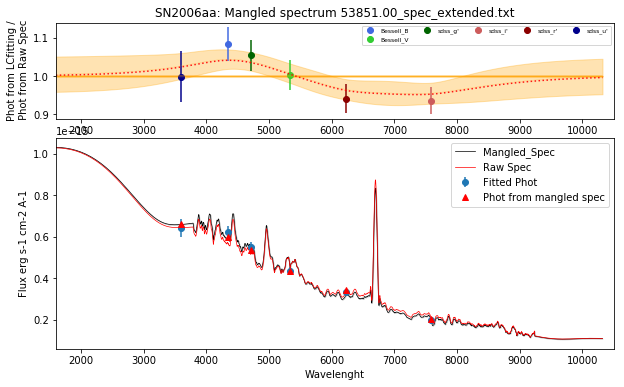 SN2006aa: Mangled spectrum 53851.00_spec_extended.txt
Phot from LCfitting /
Phot from Raw Spec
1.1
1.0
0.9
Bessell_B
Bessell_V
sdss_g'
sdss_i'
sdss_r'
sdss_u'
2000 3000 4000 5000 6000 7000 8000 9000 10000
Flux erg s-1 cm-2 A-1
1.0
0.8
0.6
0.4
0.2
Mangled_Spec
Raw Spec
Fitted Phot
Phot from mangled spec
2000 3000 4000 5000 6000 7000 8000 9000 10000
Wavelenght